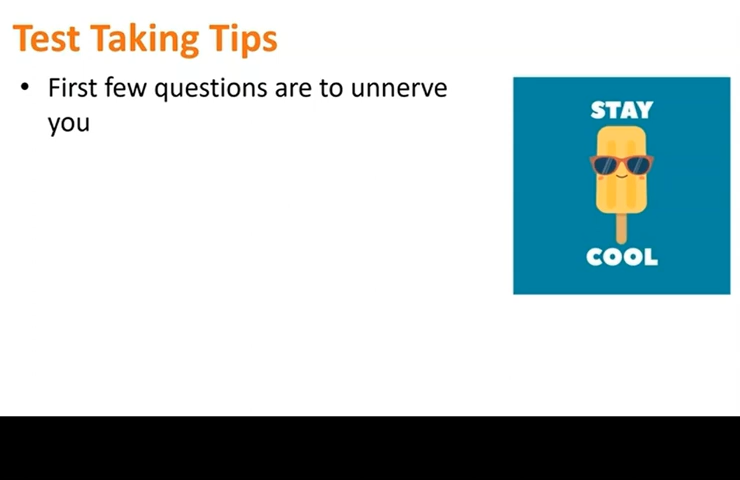 Test Taking Tips
• First few questions are to unnerve
you
STAY
COOL